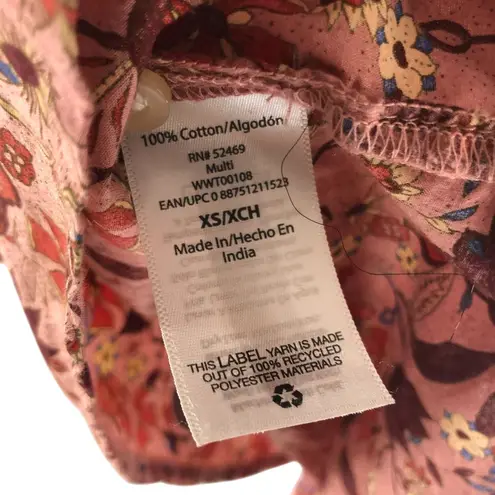 100% Cotton/Algodón
RN# 52469
Multi
WWT00108
EAN/UPC 0 88751211523
XS/XCH
Made In/Hecho En
India
THIS LABEL YARN IS MADE
OUT OF 100% RECYCLED
POLYESTER MATERIALS